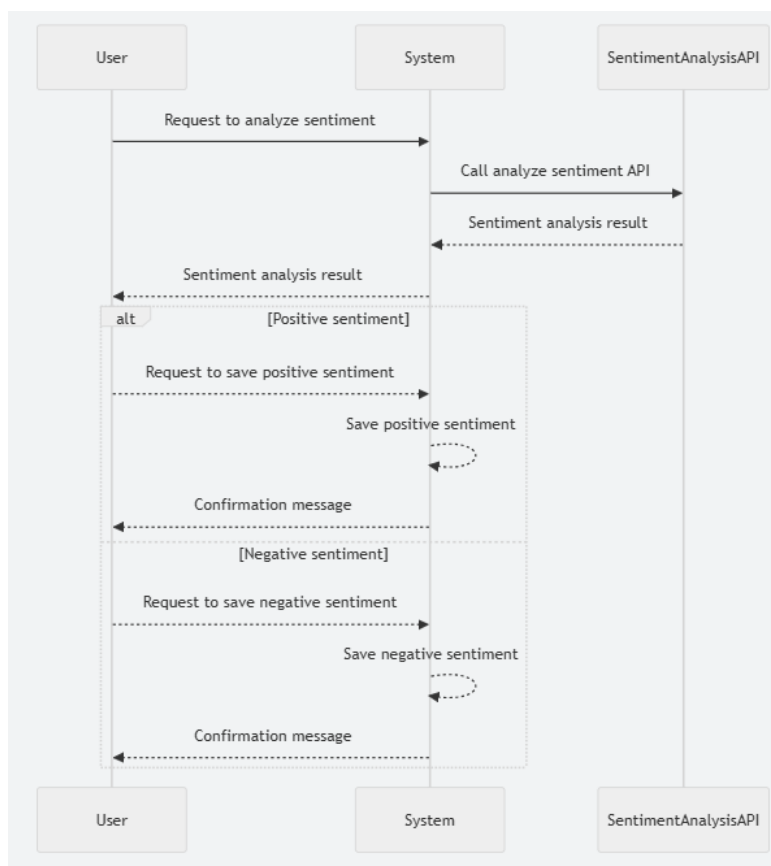 User System SentimentAnalysisAPI
Request to analyze sentiment
Call analyze sentiment API
Sentiment analysis result
Sentiment analysis result
alt [Positive sentiment]
Request to save positive sentiment
Save positive sentiment
Confirmation message
[Negative sentiment]
Request to save negative sentiment
Save negative sentiment
Confirmation message
User System SentimentAnalysisAPI